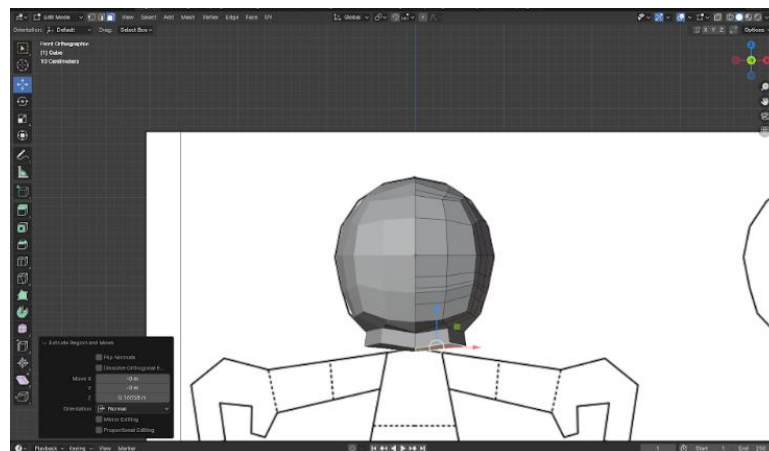 Edit Mode View Select Add Mesh Vertex Edge Face UV Global
Orientation: Default Drag: Select Box X Y Z Options
Front Orthographic
(1) Cube
10 Centimeters
Extrude Region and Move
Flip Normals
Dissolve Orthogonal E...
Move X -0 m
Y -0 m
Z
Orientation Normal
Mirror Editing
Proportional Editing
Playback Keying View Marker 1 Start 1 End 250